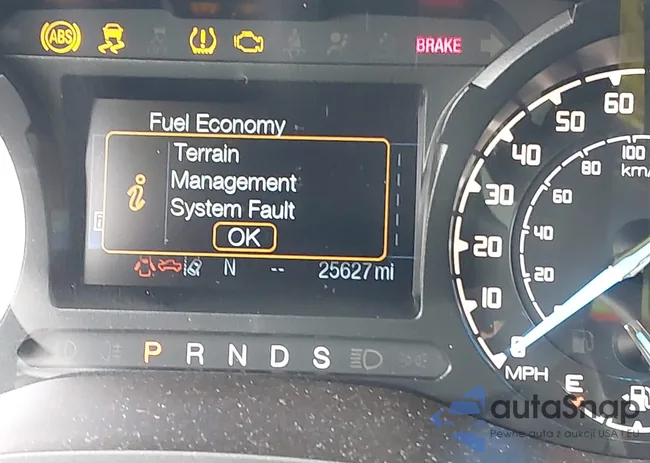 ABS
BRAKE
Fuel Economy
Terrain
Management
System Fault
OK
i
N -- 25627 mi
P R N D S
0 10 20 30 40 50 60
0 20 40 60 80 100
km/
MPH
E
autaSnap
Pewne auta z aukcji USA i EU